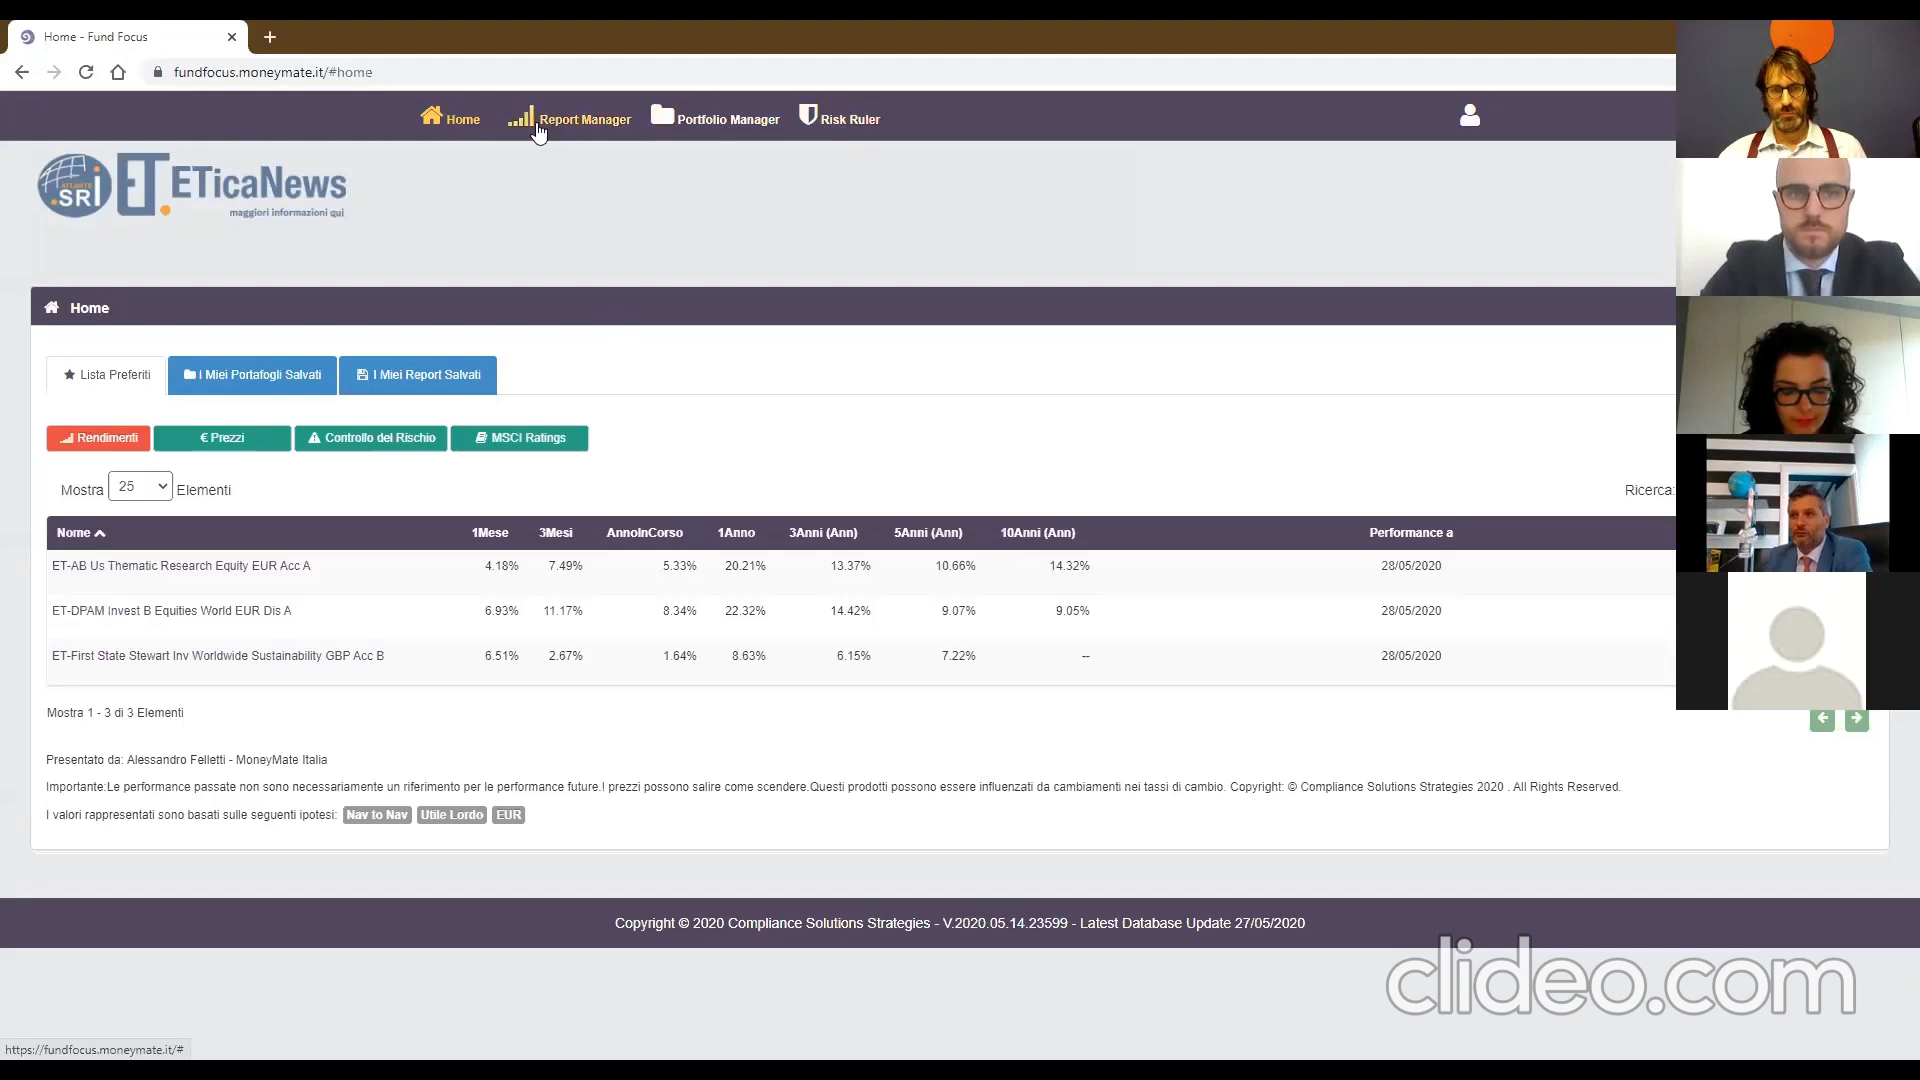 Home - Fund Focus
fundfocus.moneymate.it/#home
Home Report Manager Portfolio Manager Risk Ruler
ATLANTE
.SRI ET. ETicaNews
maggiori informazioni qui
Home
Lista Preferiti I Miei Portafogli Salvati I Miei Report Salvati
Rendimenti € Prezzi Controllo del Rischio MSCI Ratings
Mostra 25 Elementi Ricerca:
Nome 1Mese 3Mesi AnnoInCorso 1Anno 3Anni (Ann) 5Anni (Ann) 10Anni (Ann) Performance a
ET-AB Us Thematic Research Equity EUR Acc A 4.18% 7.49% 5.33% 20.21% 13.37% 10.66% 14.32% 28/05/2020
ET-DPAM Invest B Equities World EUR Dis A 6.93% 11.17% 8.34% 22.32% 14.42% 9.07% 9.05% 28/05/2020
ET-First State Stewart Inv Worldwide Sustainability GBP Acc B 6.51% 2.67% 1.64% 8.63% 6.15% 7.22% -- 28/05/2020
Mostra 1 - 3 di 3 Elementi
Presentato da: Alessandro Felletti - MoneyMate Italia
Importante:Le performance passate non sono necessariamente un riferimento per le performance future.I prezzi possono salire come scendere.Questi prodotti possono essere influenzati da cambiamenti nei tassi di cambio. Copyright: © Compliance Solutions Strategies 2020 . All Rights Reserved.
I valori rappresentati sono basati sulle seguenti ipotesi: Nav to Nav Utile Lordo EUR
Copyright © 2020 Compliance Solutions Strategies - V.2020.05.14.23599 - Latest Database Update 27/05/2020
clideo.com
https://fundfocus.moneymate.it/#